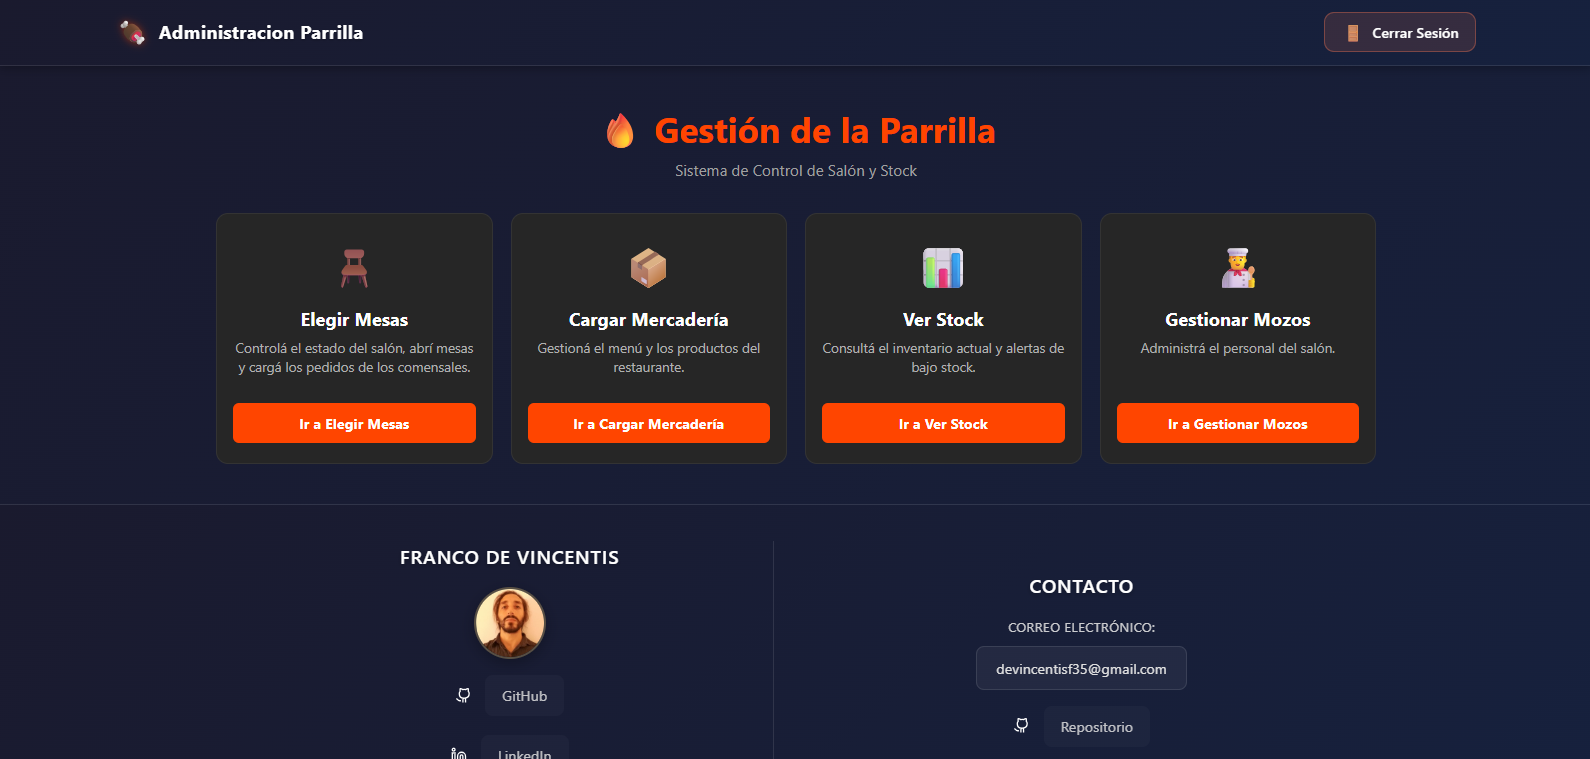 Administracion Parrilla
Cerrar Sesión
Gestión de la Parrilla
Sistema de Control de Salón y Stock
Elegir Mesas
Controlá el estado del salón, abrí mesas
y cargá los pedidos de los comensales.
Ir a Elegir Mesas
Cargar Mercadería
Gestioná el menú y los productos del
restaurante.
Ir a Cargar Mercadería
Ver Stock
Consultá el inventario actual y alertas de
bajo stock.
Ir a Ver Stock
Gestionar Mozos
Administrá el personal del salón.
Ir a Gestionar Mozos
FRANCO DE VINCENTIS
GitHub
LinkedIn
CONTACTO
CORREO ELECTRÓNICO:
devincentisf35@gmail.com
Repositorio